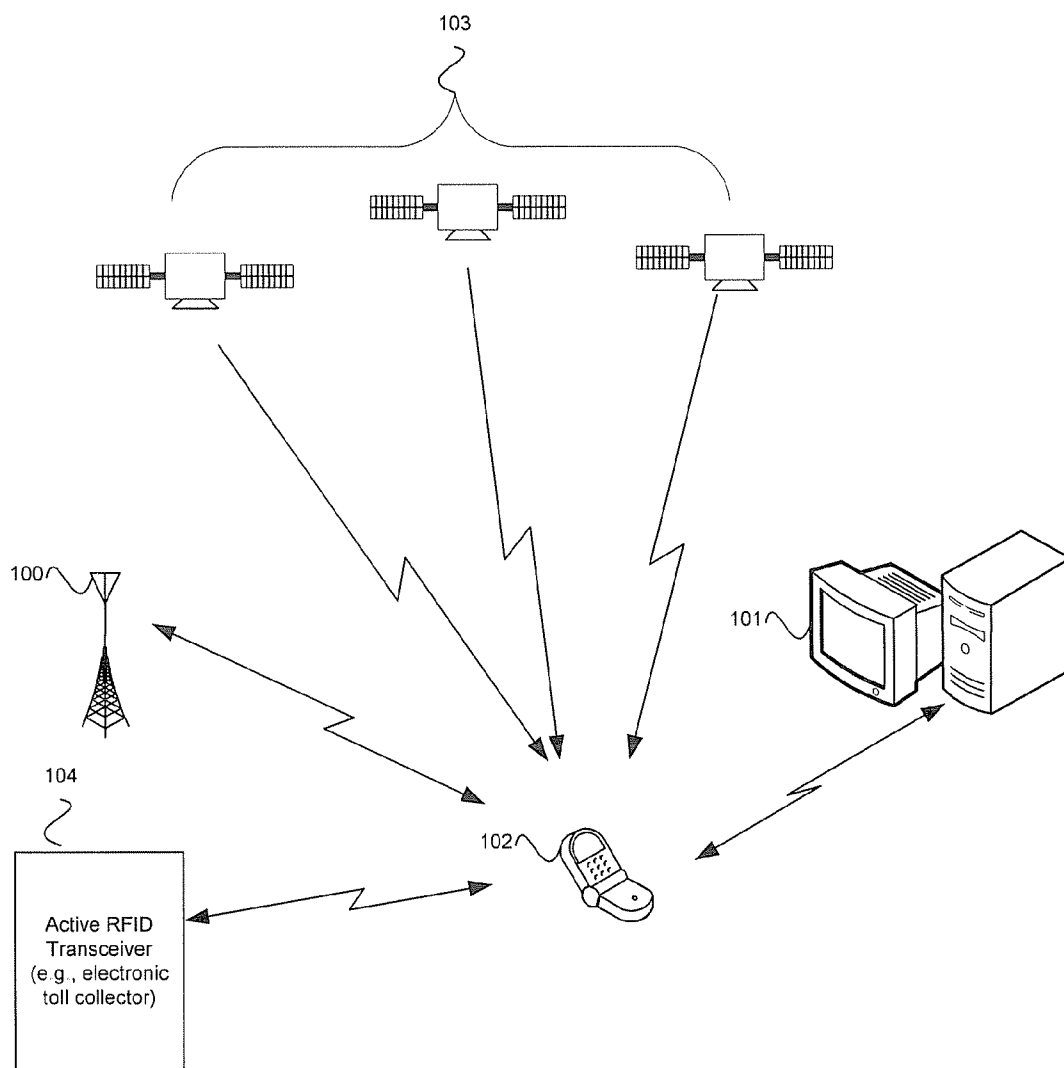 103
100
101
104
102
Active RFID
Transceiver
(e.g., electronic
toll collector)